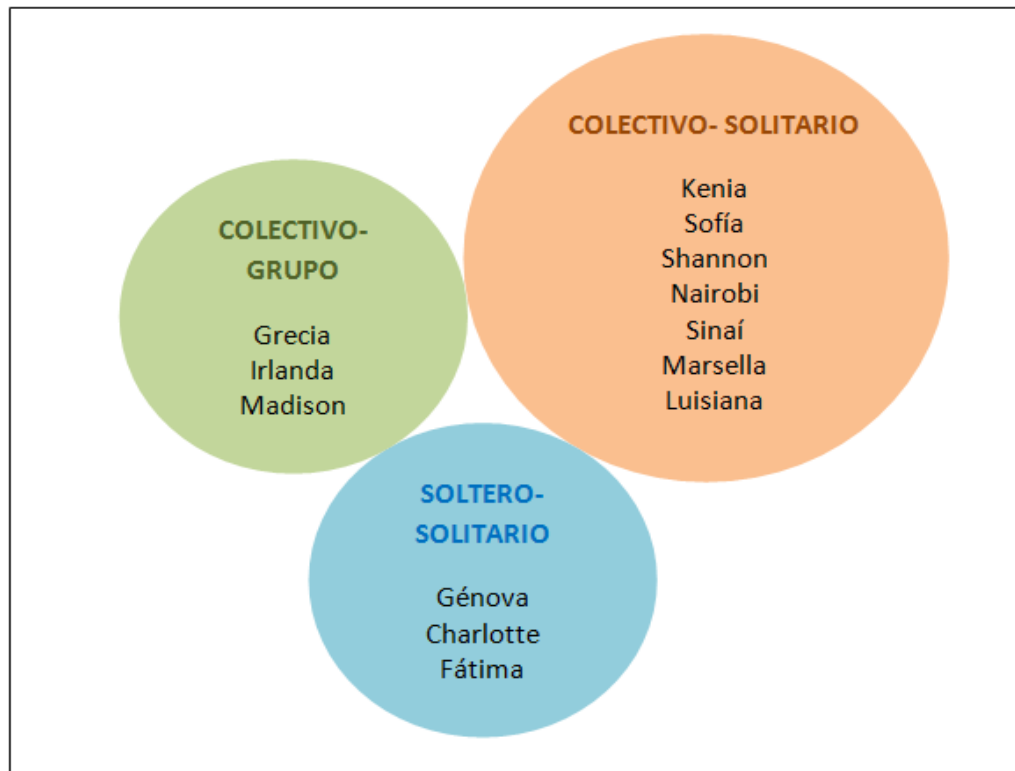 COLECTIVO- SOLITARIO
Kenia
Sofía
Shannon
Nairobi
Sinaí
Marsella
Luisiana
COLECTIVO-
GRUPO
Grecia
Irlanda
Madison
SOLTERO-
SOLITARIO
Génova
Charlotte
Fátima